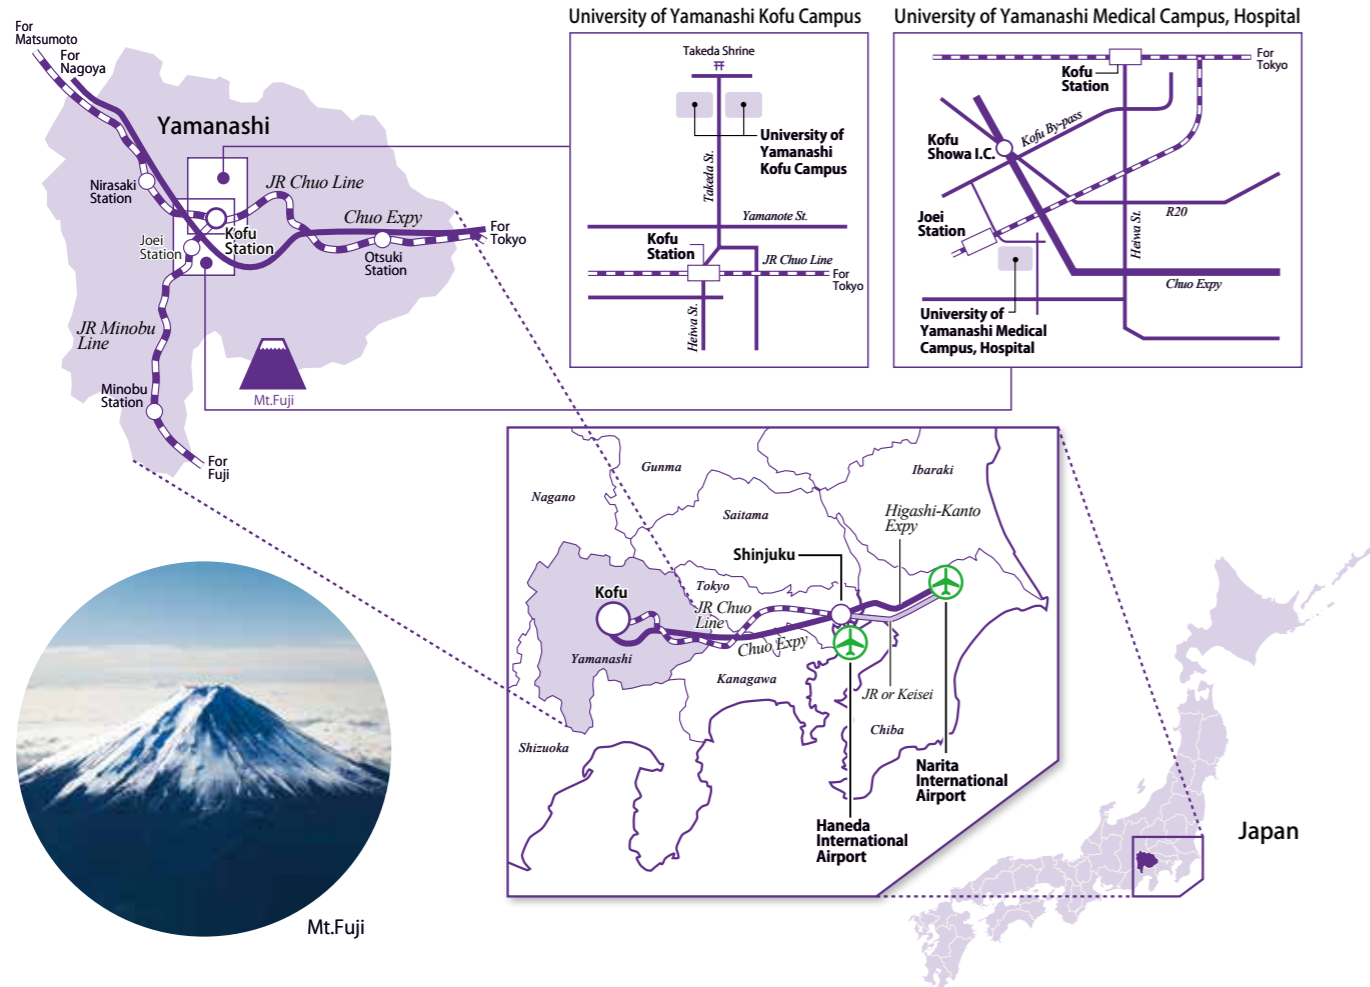 University of Yamanashi Kofu Campus
University of Yamanashi Medical Campus, Hospital
For
Matsumoto
For
Nagoya
Yamanashi
Nirasaki
Station
JR Chuo Line
Chuo Expy
For
Tokyo
Kofu
Station
Joei
Station
Otsuki
Station
JR Minobu
Line
Minobu
Station
Mt.Fuji
For
Fuji
Takeda Shrine
University of
Yamanashi
Kofu Campus
Takeda St.
Yamanote St.
Kofu
Station
JR Chuo Line
For
Tokyo
Heiwa St.
For
Tokyo
Kofu
Station
Kofu By-pass
Kofu
Showa I.C.
R20
Joei
Station
Heiwa St.
Chuo Expy
University of
Yamanashi Medical
Campus, Hospital
Gunma
Ibaraki
Nagano
Saitama
Higashi-Kanto
Expy
Shinjuku
Tokyo
Kofu
JR Chuo
Line
Chuo Expy
Yamanashi
Kanagawa
JR or Keisei
Chiba
Shizuoka
Narita
International
Airport
Haneda
International
Airport
Japan
Mt.Fuji